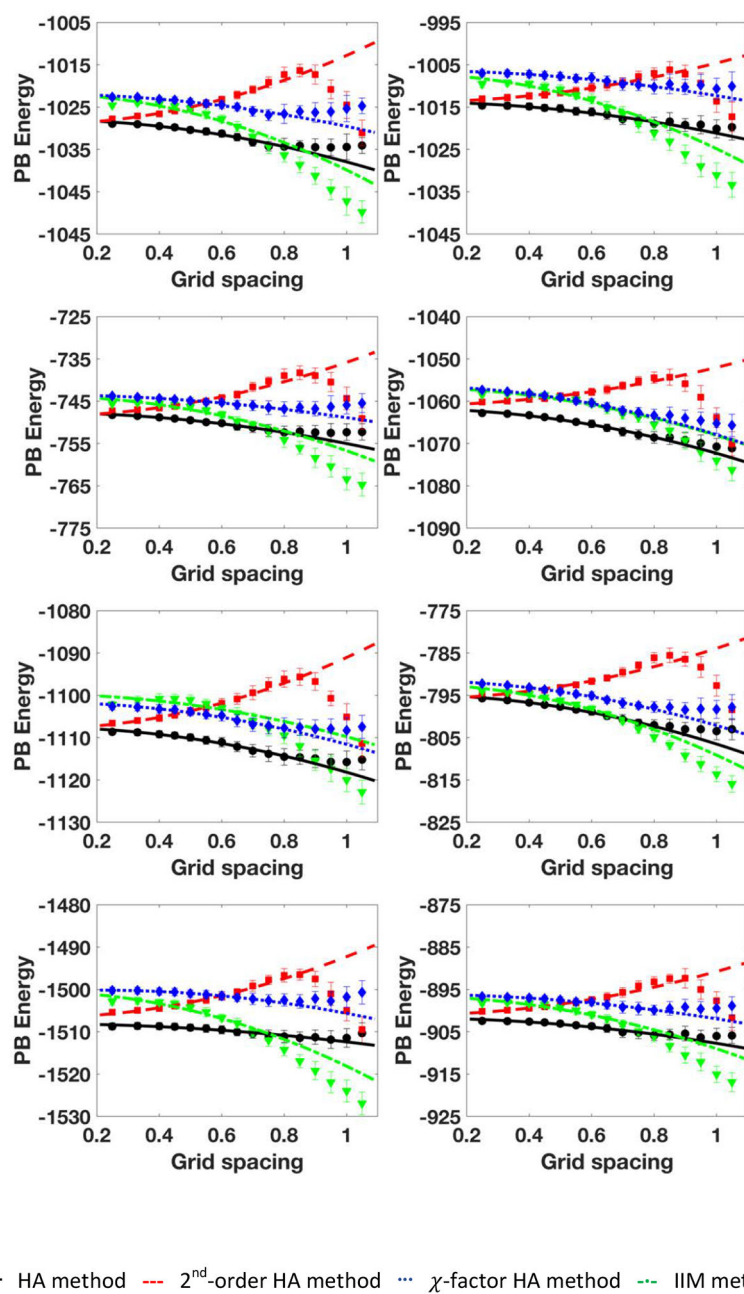 -1005
-1015
-1025
-1035
-1045
PB Energy
0.2 0.4 0.6 0.8 1
Grid spacing
-995
-1005
-1015
-1025
-1035
-1045
PB Energy
0.2 0.4 0.6 0.8 1
Grid spacing
-725
-735
-745
-755
-765
-775
PB Energy
0.2 0.4 0.6 0.8 1
Grid spacing
-1040
-1050
-1060
-1070
-1080
-1090
PB Energy
0.2 0.4 0.6 0.8 1
Grid spacing
-1080
-1090
-1100
-1110
-1120
-1130
PB Energy
0.2 0.4 0.6 0.8 1
Grid spacing
-775
-785
-795
-805
-815
-825
PB Energy
0.2 0.4 0.6 0.8 1
Grid spacing
-1480
-1490
-1500
-1510
-1520
-1530
PB Energy
0.2 0.4 0.6 0.8 1
Grid spacing
-875
-885
-895
-905
-915
-925
PB Energy
0.2 0.4 0.6 0.8 1
Grid spacing
HA method 2nd-order HA method χ-factor HA method IIM met